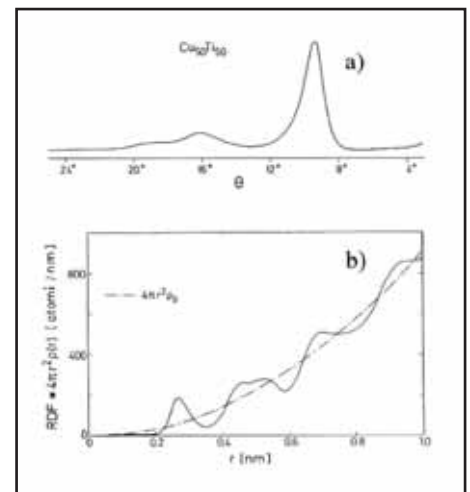 Cu50Ti50
a)
24° 20° 16° 12° 8° 4°
θ
b)
RDF = 4πr²ρ(r) [atomi / nm]
800
400
0
4πr²ρ₀
0 0.2 0.4 0.6 0.8 1.0
r [nm]